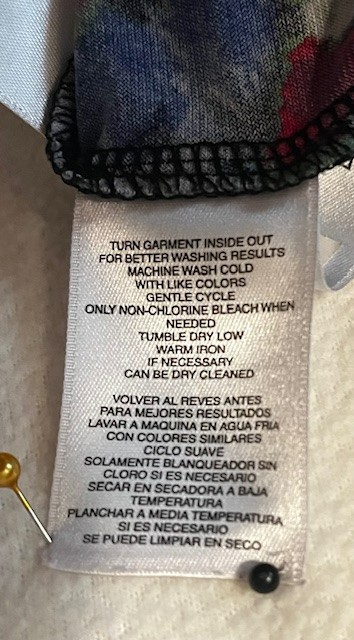 TURN GARMENT INSIDE OUT
FOR BETTER WASHING RESULTS
MACHINE WASH COLD
WITH LIKE COLORS
GENTLE CYCLE
ONLY NON-CHLORINE BLEACH WHEN
NEEDED
TUMBLE DRY LOW
WARM IRON
IF NECESSARY
CAN BE DRY CLEANED
VOLVER AL REVES ANTES
PARA MEJORES RESULTADOS
LAVAR A MAQUINA EN AGUA FRIA
CON COLORES SIMILARES
CICLO SUAVE
SOLAMENTE BLANQUEADOR SIN
CLORO SI ES NECESARIO
SECAR EN SECADORA A BAJA
TEMPERATURA
PLANCHAR A MEDIA TEMPERATURA
SI ES NECESARIO
SE PUEDE LIMPIAR EN SECO